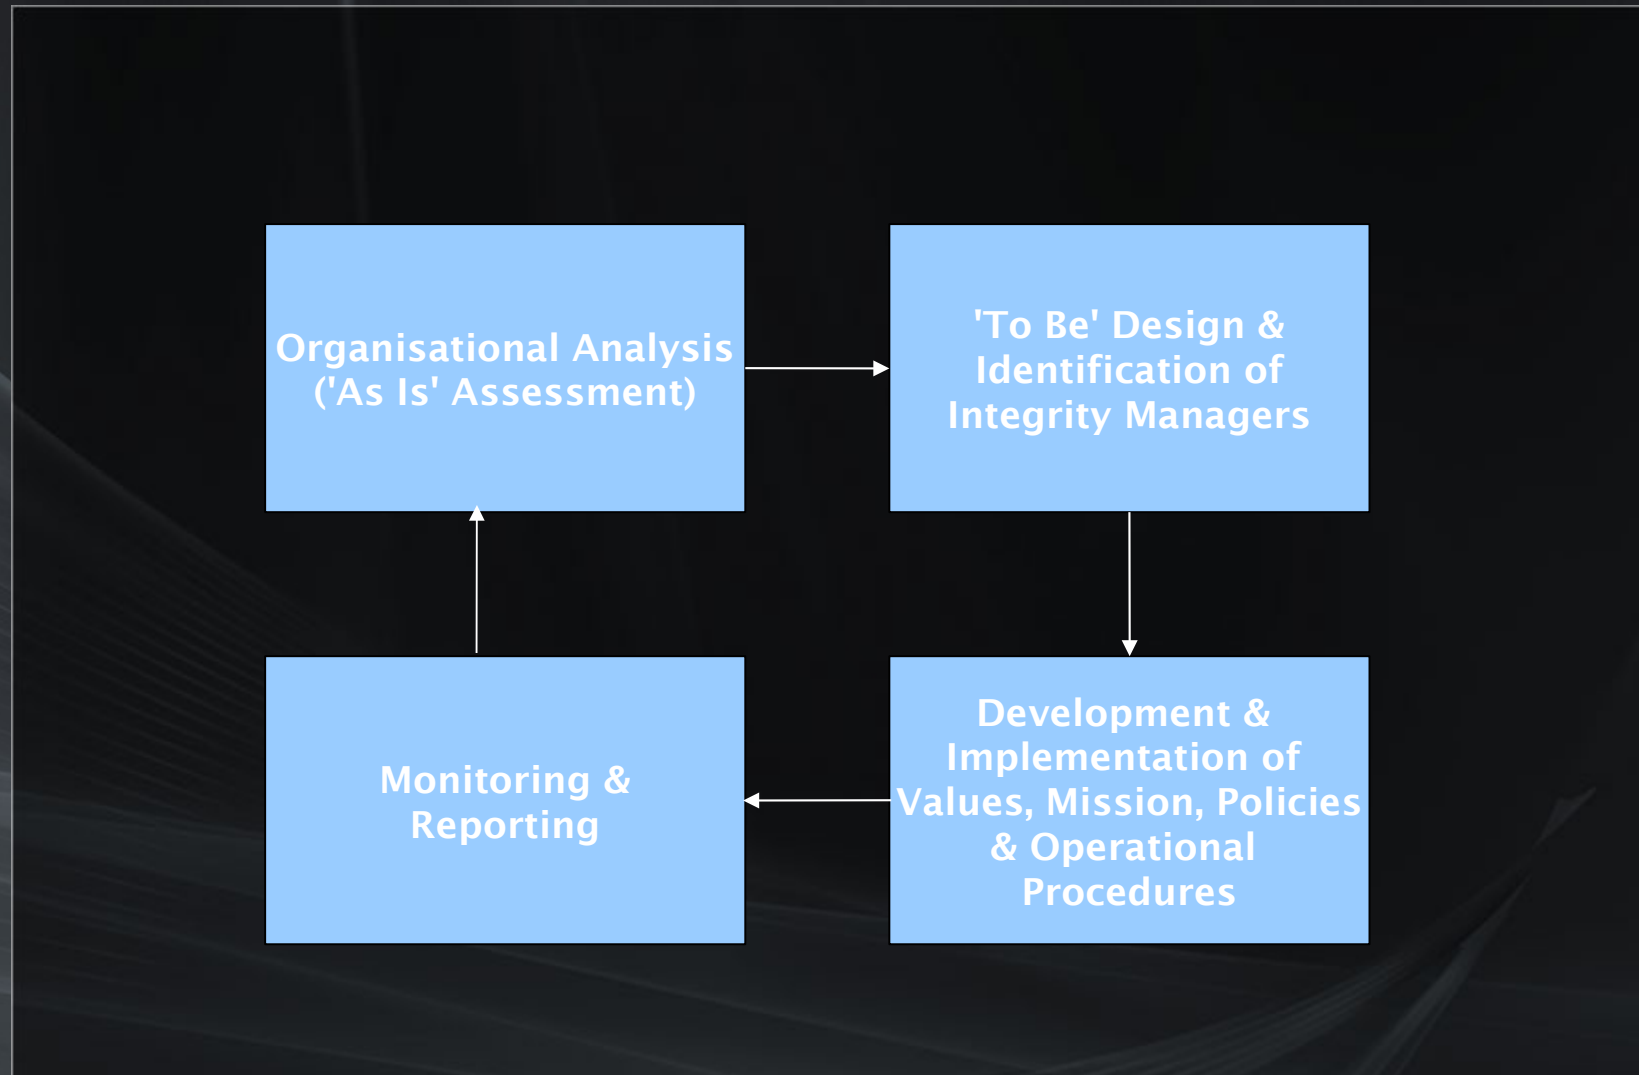 Organisational Analysis
('As Is' Assessment)
'To Be' Design &
Identification of
Integrity Managers
Monitoring &
Reporting
Development &
Implementation of
Values, Mission, Policies
& Operational
Procedures